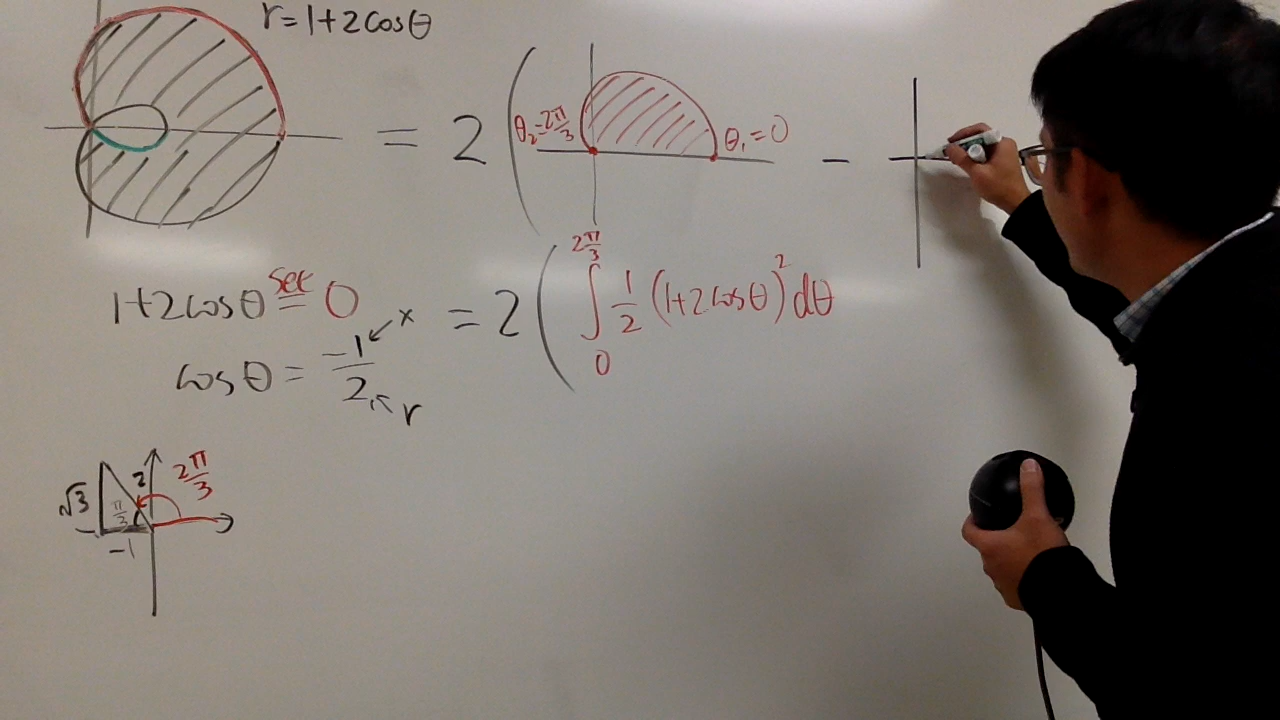 r=1+2cosθ
= 2 ( θ₂=2π/3 θ₁=0 −
1+2cosθ set = 0
cosθ = -1/2 ↙ x ↖ r
= 2 ( ∫₀^{2π/3} 1/2 (1+2cosθ)² dθ
√3 2 π/3 2π/3
-1